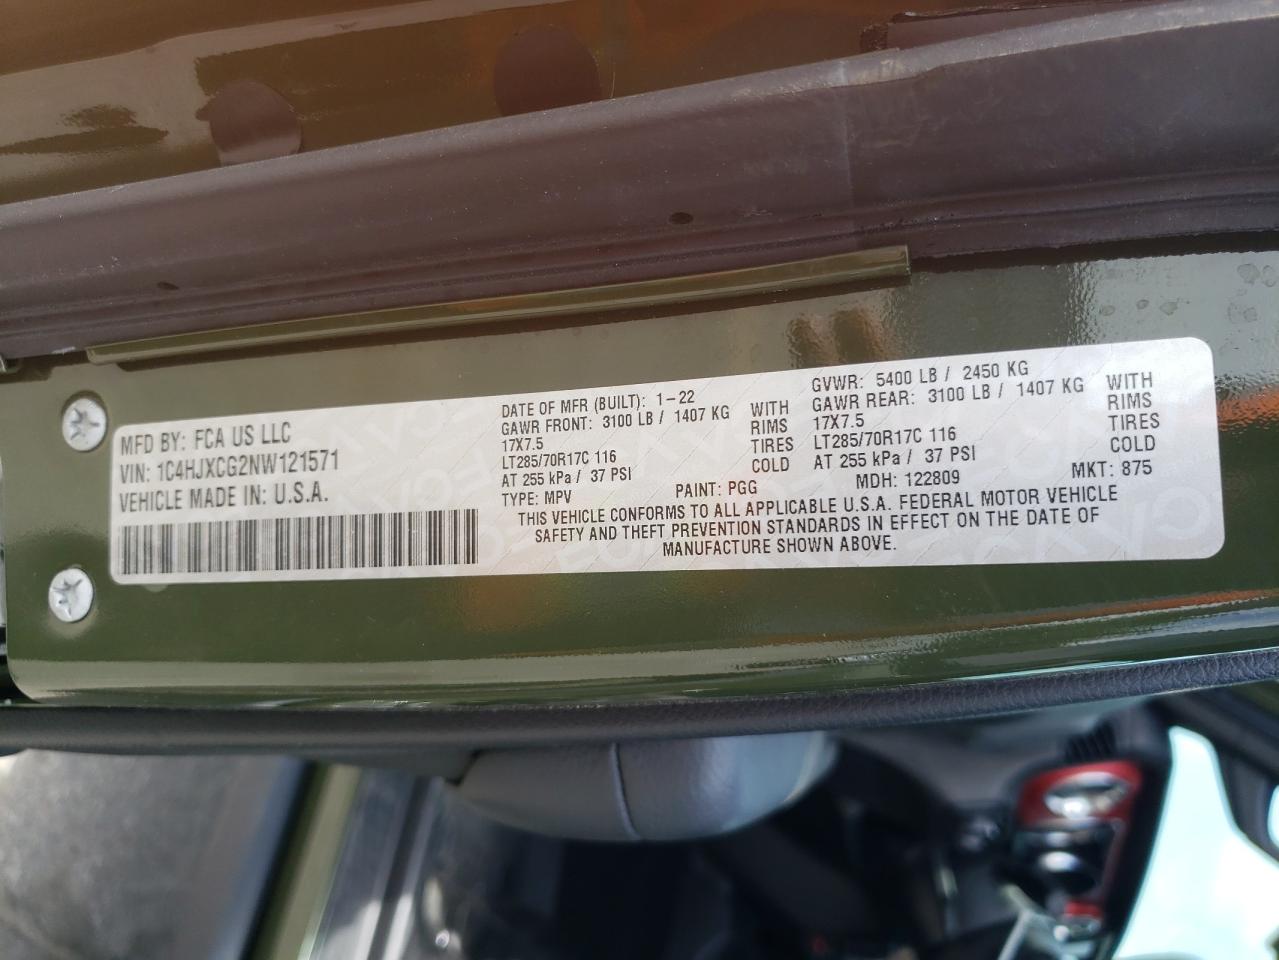 MFD BY: FCA US LLC
VIN: 1C4HJXCG2NW121571
VEHICLE MADE IN: U.S.A.
DATE OF MFR (BUILT): 1-22
GAWR FRONT: 3100 LB / 1407 KG WITH
17X7.5 RIMS
LT285/70R17C 116 TIRES
AT 255 kPa / 37 PSI COLD
GVWR: 5400 LB / 2450 KG
GAWR REAR: 3100 LB / 1407 KG WITH
17X7.5 RIMS
LT285/70R17C 116 TIRES
AT 255 kPa / 37 PSI COLD
TYPE: MPV PAINT: PGG MDH: 122809 MKT: 875
THIS VEHICLE CONFORMS TO ALL APPLICABLE U.S.A. FEDERAL MOTOR VEHICLE
SAFETY AND THEFT PREVENTION STANDARDS IN EFFECT ON THE DATE OF
MANUFACTURE SHOWN ABOVE.